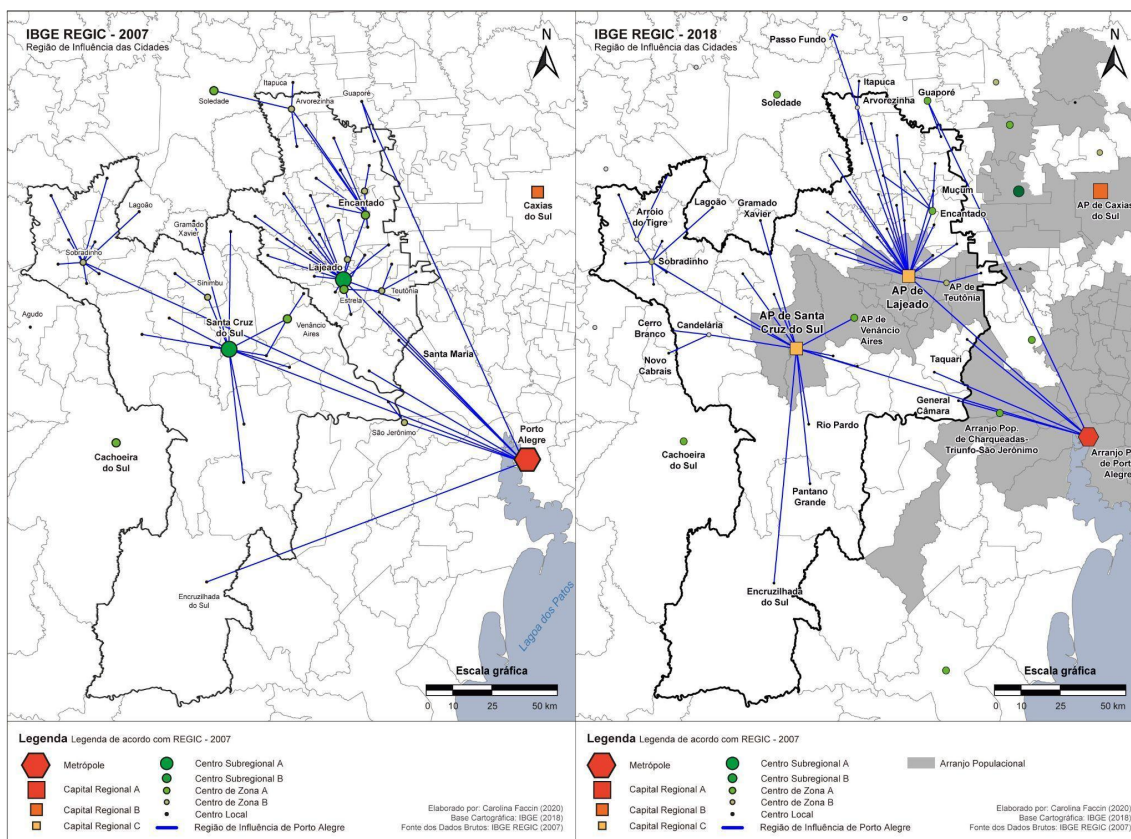 IBGE REGIC - 2007
Região de Influência das Cidades
N
Itapuca
Guaporé
Soledade
Arvorezinha
Encantado
Lagoão
Caxias
do Sul
Gramado
Xavier
Sobradinho
Lajeado
Sinimbu
Teutônia
Estrela
Agudo
Santa Cruz
do Sul
Venâncio
Aires
Santa Maria
São Jerônimo
Porto
Alegre
Cachoeira
do Sul
Encruzilhada
do Sul
Lagoa dos Patos
Escala gráfica
0 10 25 50 km
Legenda Legenda de acordo com REGIC - 2007
Metrópole
Capital Regional A
Capital Regional B
Capital Regional C
Centro Subregional A
Centro Subregional B
Centro de Zona A
Centro de Zona B
Centro Local
Região de Influência de Porto Alegre
Elaborado por: Carolina Faccin (2020)
Base Cartográfica: IBGE (2018)
Fonte dos Dados Brutos: IBGE REGIC (2007)
IBGE REGIC - 2018
Região de Influência das Cidades
N
Passo Fundo
Itapuca
Soledade
Arvorezinha
Guaporé
Muçum
Arroio
do Tigre
Lagoão
Gramado
Xavier
Encantado
AP de Caxias
do Sul
Sobradinho
AP de
Lajeado
AP de
Teutônia
Cerro
Branco
Candelária
AP de Santa
Cruz do Sul
AP de
Venâncio
Aires
Novo
Cabrais
Taquari
General
Câmara
Rio Pardo
Arranjo Pop.
de Charqueadas-
Triunfo-São Jerônimo
Arranjo P
de Port
Alegre
Cachoeira
do Sul
Pantano
Grande
Encruzilhada
do Sul
Escala gráfica
0 10 25 50 km
Legenda Legenda de acordo com REGIC - 2007
Metrópole
Capital Regional A
Capital Regional B
Capital Regional C
Centro Subregional A
Centro Subregional B
Centro de Zona A
Centro de Zona B
Centro Local
Região de Influência de Porto Alegre
Arranjo Populacional
Elaborado por: Carolina Faccin (2020)
Base Cartográfica: IBGE (2018)
Fonte dos Dados Brutos: IBGE REGIC (2007)